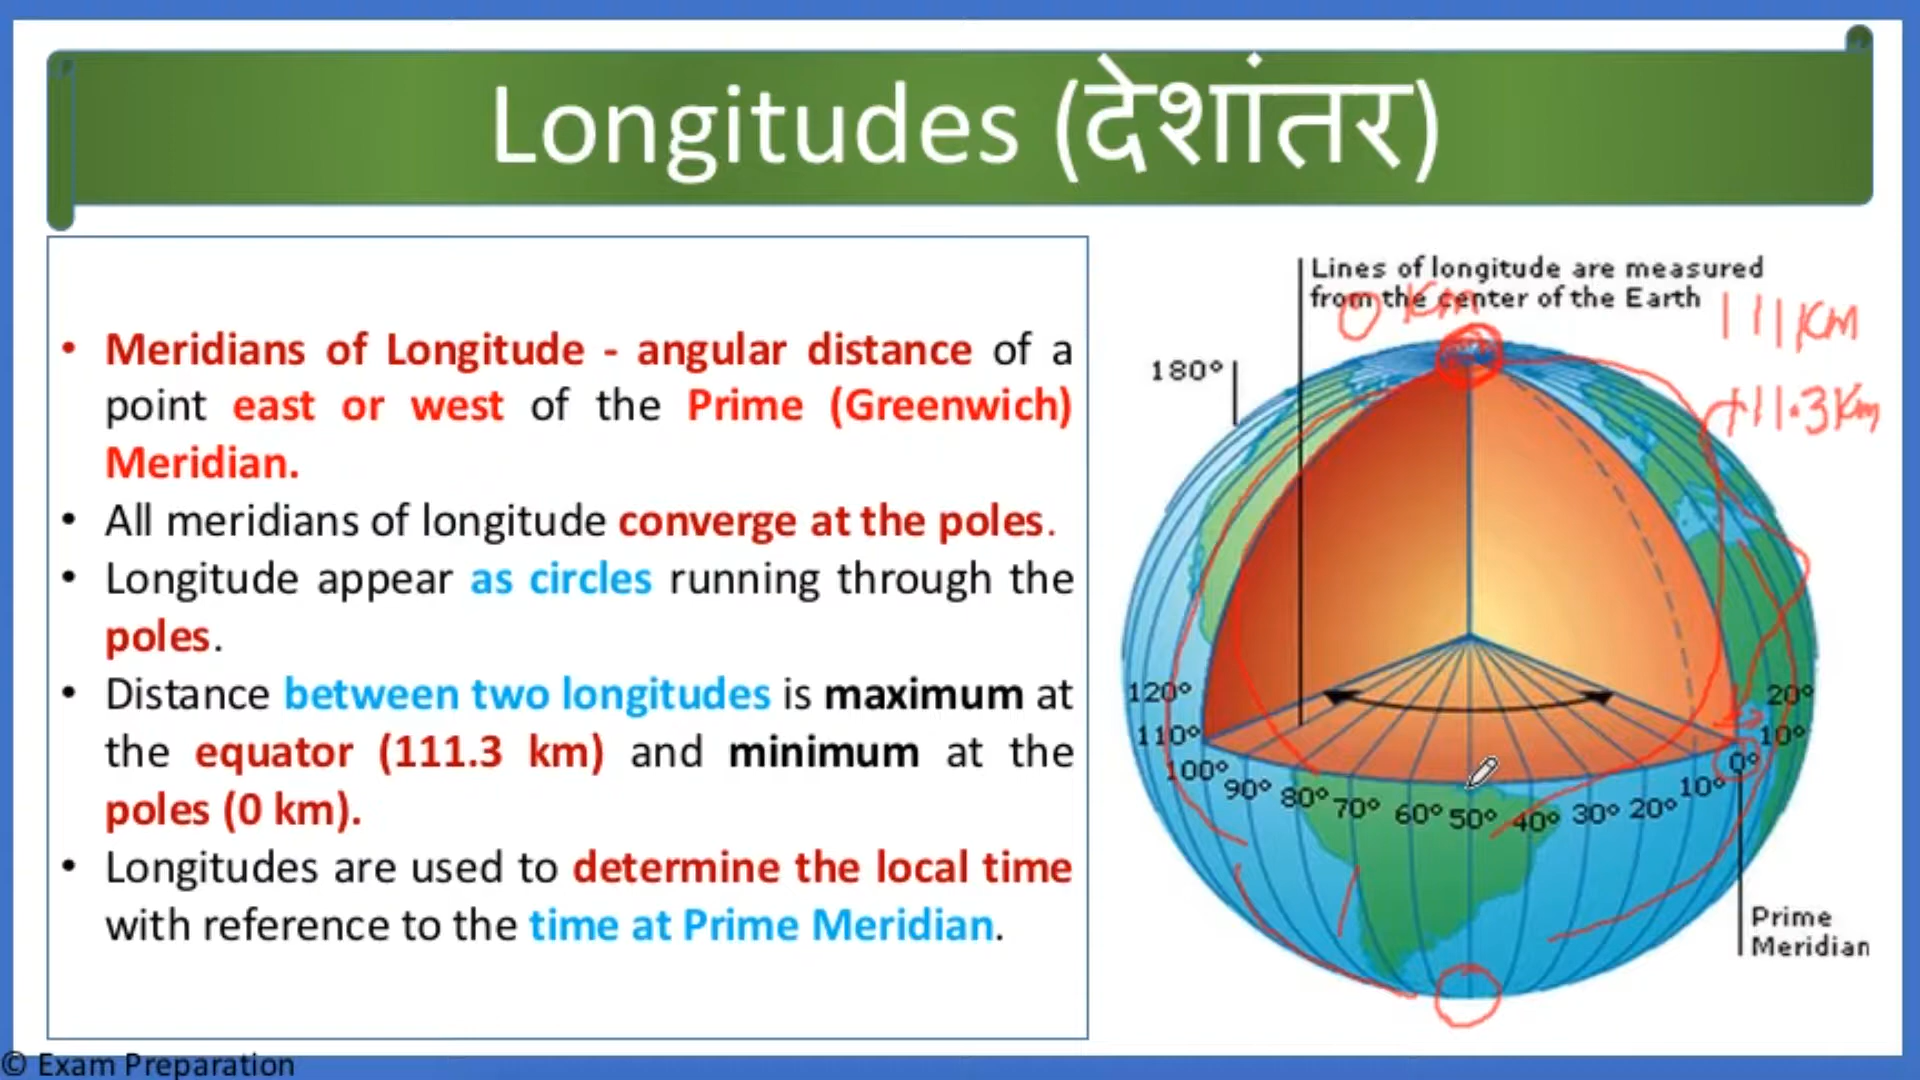 Longitudes (देशांतर)
• Meridians of Longitude - angular distance of a
point east or west of the Prime (Greenwich)
Meridian.
• All meridians of longitude converge at the poles.
• Longitude appear as circles running through the
poles.
• Distance between two longitudes is maximum at
the equator (111.3 km) and minimum at the
poles (0 km).
• Longitudes are used to determine the local time
with reference to the time at Prime Meridian.
Lines of longitude are measured
from the center of the Earth
0 Km
111 KM
111.3 Km
180°
120°
110°
100°
90°
80°
70°
60°
50°
40°
30°
20°
10°
0°
10°
20°
Prime
Meridian
© Exam Preparation